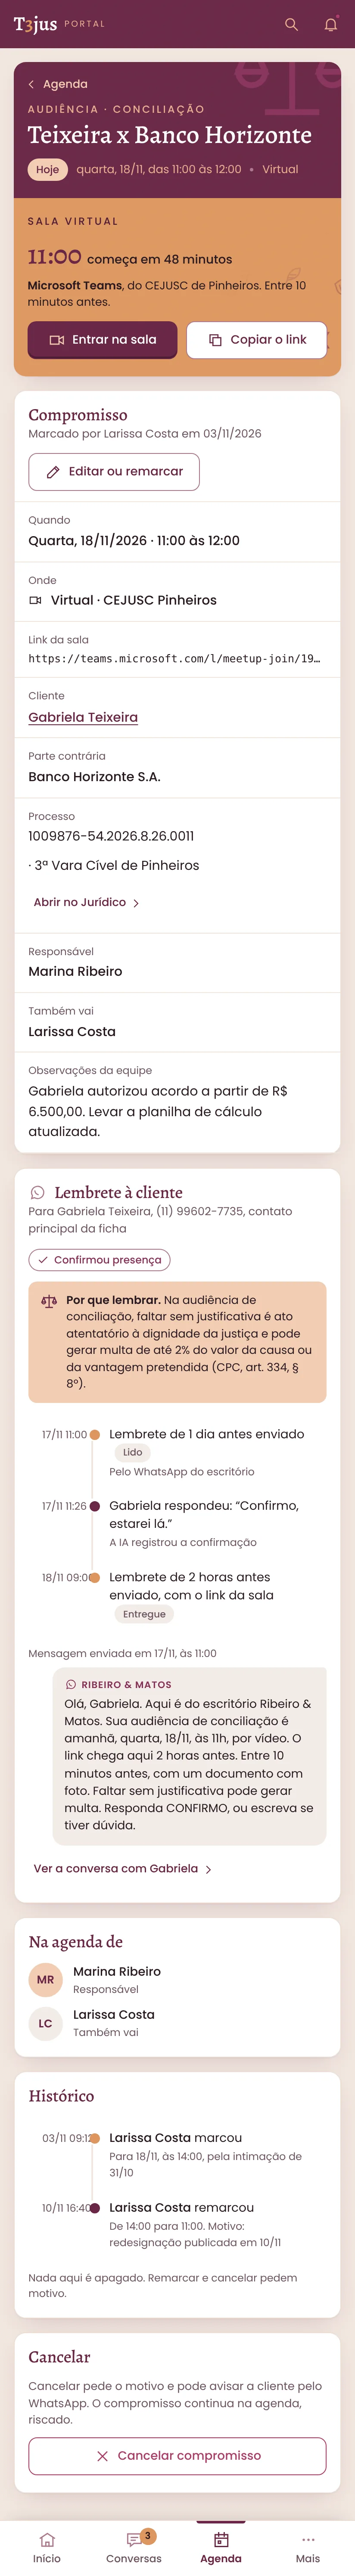 T3jus PORTAL
Agenda
AUDIÊNCIA · CONCILIAÇÃO
Teixeira x Banco Horizonte
Hoje quarta, 18/11, das 11:00 às 12:00 • Virtual
SALA VIRTUAL
11:00 começa em 48 minutos
Microsoft Teams, do CEJUSC de Pinheiros. Entre 10
minutos antes.
Entrar na sala
Copiar o link
Compromisso
Marcado por Larissa Costa em 03/11/2026
Editar ou remarcar
Quando
Quarta, 18/11/2026 · 11:00 às 12:00
Onde
Virtual · CEJUSC Pinheiros
Link da sala
https://teams.microsoft.com/l/meetup-join/19…
Cliente
Gabriela Teixeira
Parte contrária
Banco Horizonte S.A.
Processo
1009876-54.2026.8.26.0011
· 3ª Vara Cível de Pinheiros
Abrir no Jurídico
Responsável
Marina Ribeiro
Também vai
Larissa Costa
Observações da equipe
Gabriela autorizou acordo a partir de R$
6.500,00. Levar a planilha de cálculo
atualizada.
Lembrete à cliente
Para Gabriela Teixeira, (11) 99602-7735, contato
principal da ficha
Confirmou presença
Por que lembrar. Na audiência de
conciliação, faltar sem justificativa é ato
atentatório à dignidade da justiça e pode
gerar multa de até 2% do valor da causa ou
da vantagem pretendida (CPC, art. 334, §
8º).
17/11 11:00 Lembrete de 1 dia antes enviado
Lido
Pelo WhatsApp do escritório
17/11 11:26 Gabriela respondeu: “Confirmo,
estarei lá.”
A IA registrou a confirmação
18/11 09:00 Lembrete de 2 horas antes
enviado, com o link da sala
Entregue
Mensagem enviada em 17/11, às 11:00
RIBEIRO & MATOS
Olá, Gabriela. Aqui é do escritório Ribeiro &
Matos. Sua audiência de conciliação é
amanhã, quarta, 18/11, às 11h, por vídeo. O
link chega aqui 2 horas antes. Entre 10
minutos antes, com um documento com
foto. Faltar sem justificativa pode gerar
multa. Responda CONFIRMO, ou escreva se
tiver dúvida.
Ver a conversa com Gabriela
Na agenda de
MR Marina Ribeiro
Responsável
LC Larissa Costa
Também vai
Histórico
03/11 09:12 Larissa Costa marcou
Para 18/11, às 14:00, pela intimação de
31/10
10/11 16:40 Larissa Costa remarcou
De 14:00 para 11:00. Motivo:
redesignação publicada em 10/11
Nada aqui é apagado. Remarcar e cancelar pedem
motivo.
Cancelar
Cancelar pede o motivo e pode avisar a cliente pelo
WhatsApp. O compromisso continua na agenda,
riscado.
Cancelar compromisso
3
Início Conversas Agenda Mais